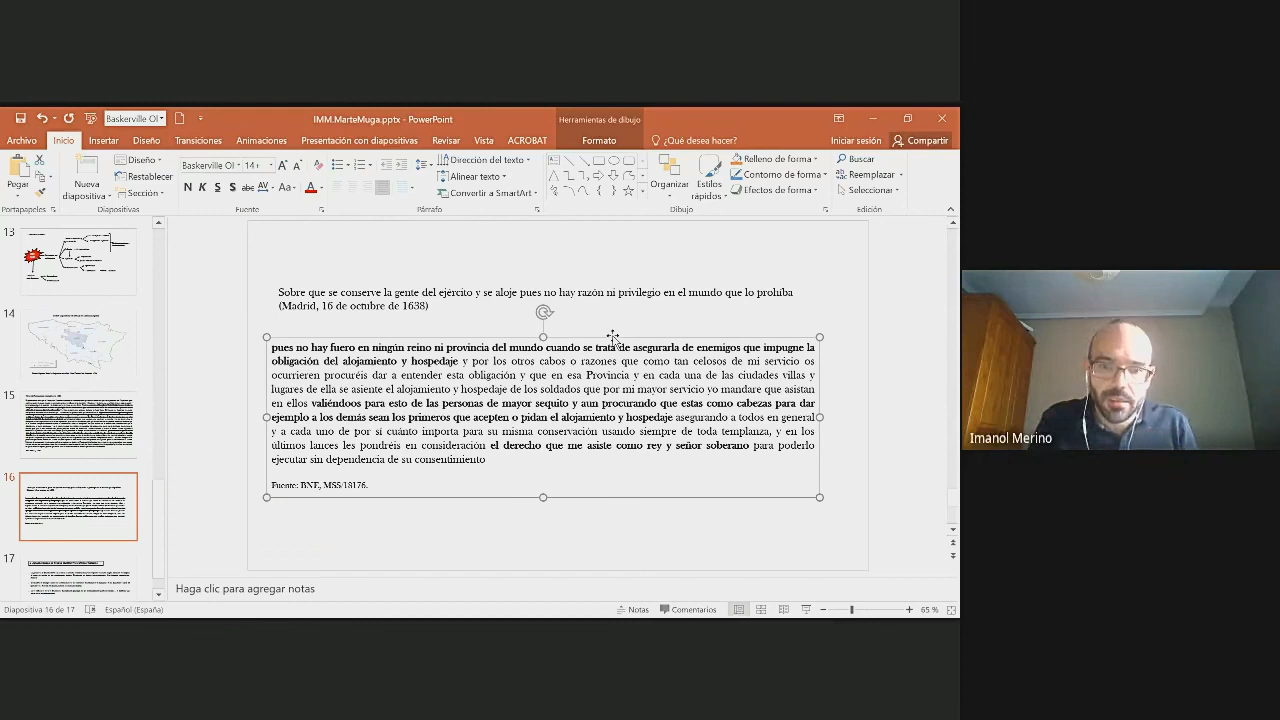 Baskerville Ol
IMM.MarteMuga.pptx - PowerPoint
Herramientas de dibujo
Archivo Inicio Insertar Diseño Transiciones Animaciones Presentación con diapositivas Revisar Vista ACROBAT Formato ¿Qué desea hacer? Iniciar sesión Compartir
Pegar
Nueva diapositiva
Diseño
Restablecer
Sección
Baskerville Ol 14+
N K S S abc AV Aa A
Dirección del texto
Alinear texto
Convertir a SmartArt
Organizar
Estilos rápidos
Relleno de forma
Contorno de forma
Efectos de forma
Buscar
Reemplazar
Seleccionar
Portapapeles Diapositivas Fuente Párrafo Dibujo Edición
13
14
15
16
17
Sobre que se conserve la gente del ejército y se aloje pues no hay razón ni privilegio en el mundo que lo prohíba
(Madrid, 16 de octubre de 1638)
pues no hay fuero en ningún reino ni provincia del mundo cuando se trata de asegurarla de enemigos que impugne la
obligación del alojamiento y hospedaje y por los otros cabos o razones que como tan celosos de mi servicio os
ocurrieren procuréis dar a entender esta obligación y que en esa Provincia y en cada una de las ciudades villas y
lugares de ella se asiente el alojamiento y hospedaje de los soldados que por mi mayor servicio yo mandare que asistan
en ellos valiéndoos para esto de las personas de mayor sequito y aun procurando que estas como cabezas para dar
ejemplo a los demás sean los primeros que acepten o pidan el alojamiento y hospedaje asegurando a todos en general
y a cada uno de por sí cuánto importa para su misma conservación usando siempre de toda templanza, y en los
últimos lances les pondréis en consideración el derecho que me asiste como rey y señor soberano para poderlo
ejecutar sin dependencia de su consentimiento
Fuente: BNE, MSS/18176.
Haga clic para agregar notas
Diapositiva 16 de 17 Español (España) Notas Comentarios 65 %
Imanol Merino